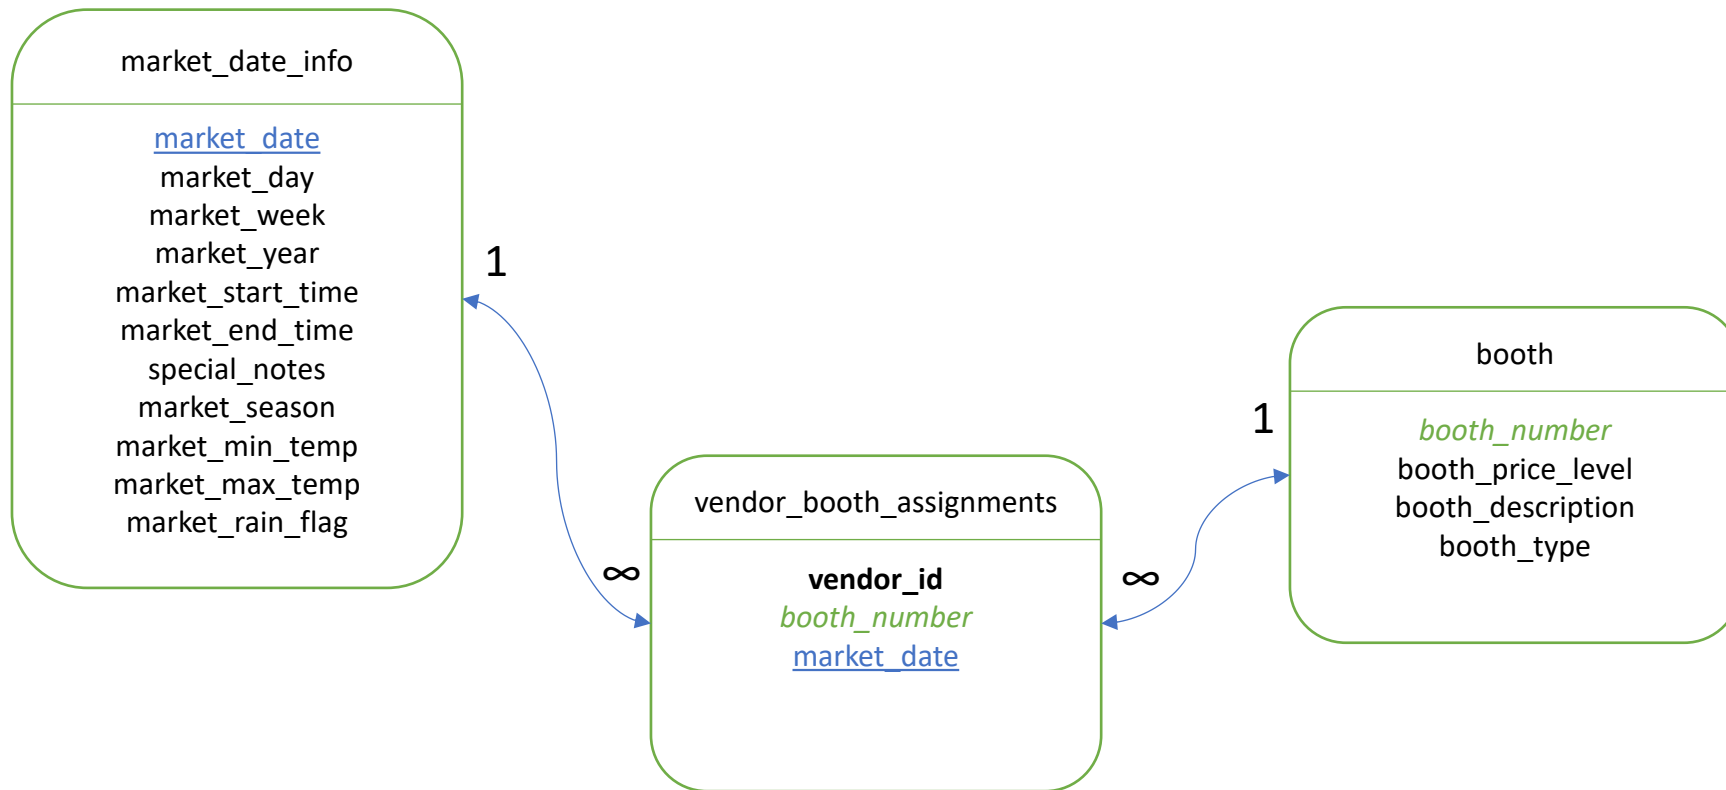 market_date_info
market_date
market_day
market_week
market_year
market_start_time
market_end_time
special_notes
market_season
market_min_temp
market_max_temp
market_rain_flag
1
∞
vendor_booth_assignments
vendor_id
booth_number
market_date
∞
1
booth
booth_number
booth_price_level
booth_description
booth_type